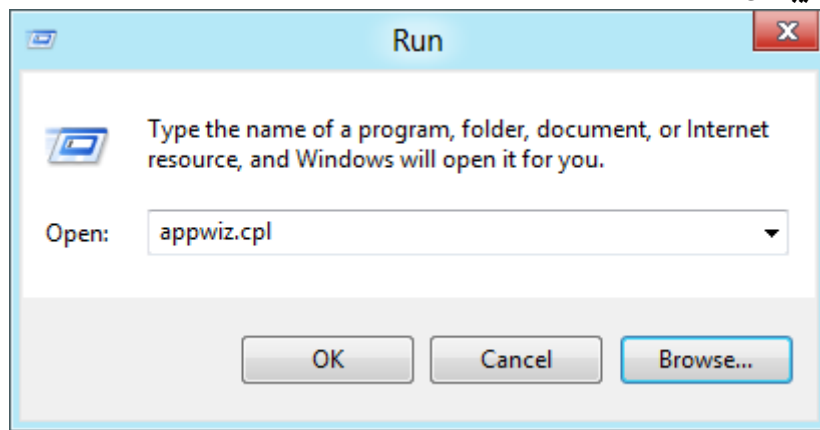 Run
Type the name of a program, folder, document, or Internet
resource, and Windows will open it for you.
Open: appwiz.cpl
OK Cancel Browse...